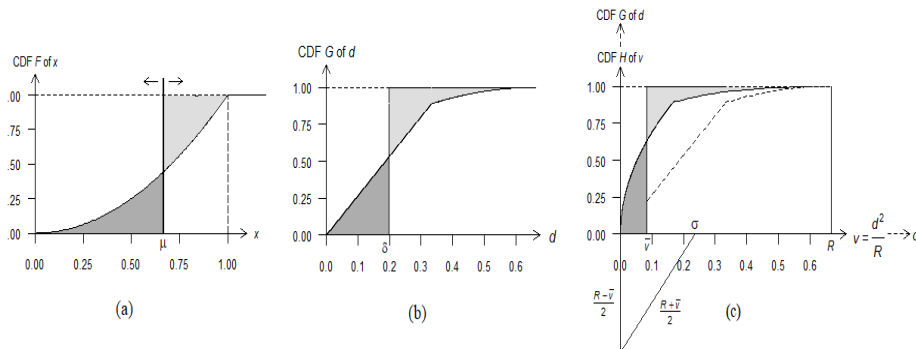 CDF F of x
.00
.75
.50
.25
.00
μ
x
0.00 0.25 0.50 0.75 1.00
(a)
CDF G of d
1.00
0.75
0.50
0.25
0.00
δ
d
0.0 0.1 0.2 0.3 0.4 0.5 0.6
(b)
CDF G of d
CDF H of v
1.00
0.75
0.50
0.25
0.00
v̅
σ
R
v = d²/R
0.0 0.1 0.2 0.3 0.4 0.5 0.6
(R − v̅)/2
(R + v̅)/2
(c)